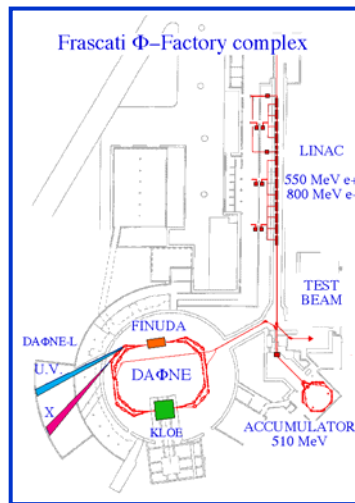 Frascati Φ-Factory complex
LINAC
550 MeV e+
800 MeV e-
TEST
BEAM
FINUDA
DAΦNE-L
U.V.
DAΦNE
X
KLOE
ACCUMULATOR
510 MeV